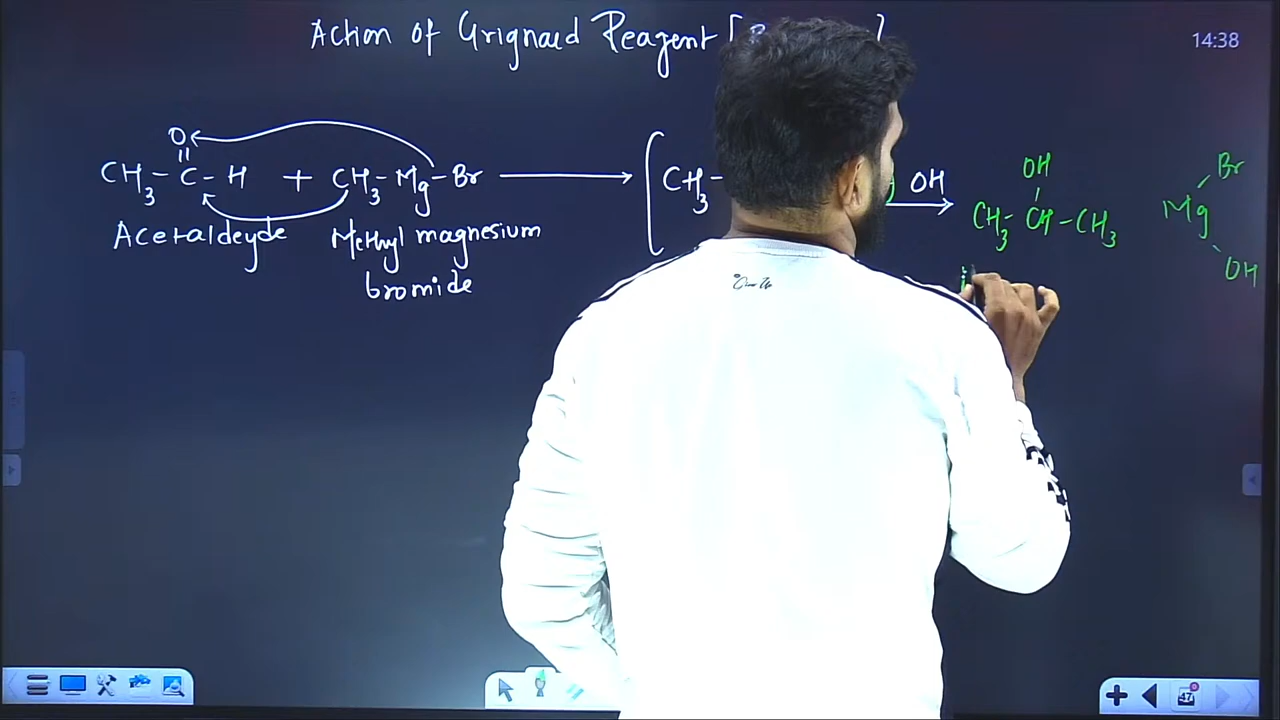 Action of Grignard Reagent [
14:38
O
CH3 - C - H + CH3 - Mg - Br
CH3 -
OH
OH
CH3 - CH - CH3
Br
Mg
OH
Acetaldeyde
Methyl magnesium
bromide
47